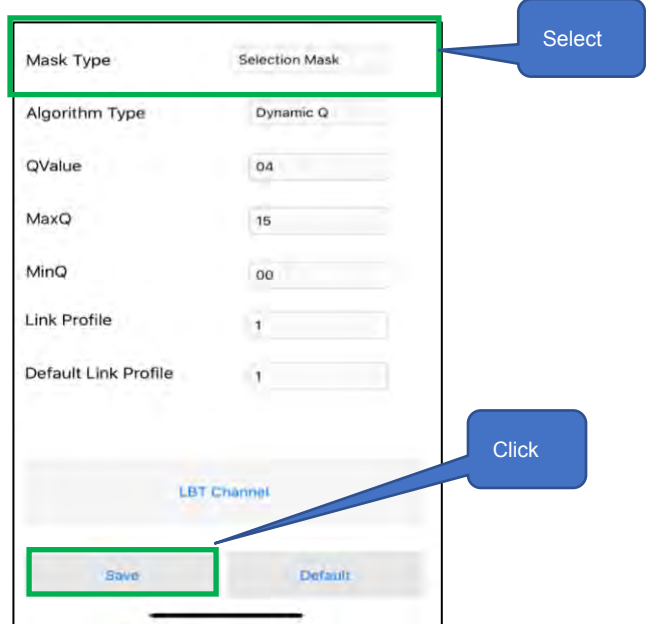 Select
Mask Type Selection Mask
Algorithm Type Dynamic Q
QValue 04
MaxQ 15
MinQ 00
Link Profile 1
Default Link Profile 1
Click
LBT Channel
Save Default